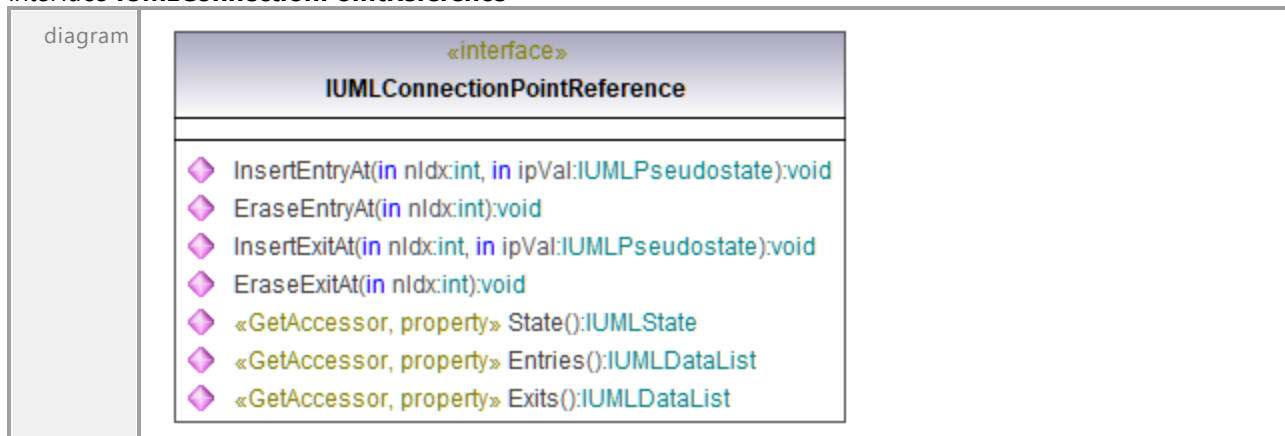 interface IUMLConnectionPointReference
diagram
«interface»
IUMLConnectionPointReference
InsertEntryAt(in nIdx:int, in ipVal:IUMLPseudostate):void
EraseEntryAt(in nIdx:int):void
InsertExitAt(in nIdx:int, in ipVal:IUMLPseudostate):void
EraseExitAt(in nIdx:int):void
«GetAccessor, property» State():IUMLState
«GetAccessor, property» Entries():IUMLDataList
«GetAccessor, property» Exits():IUMLDataList